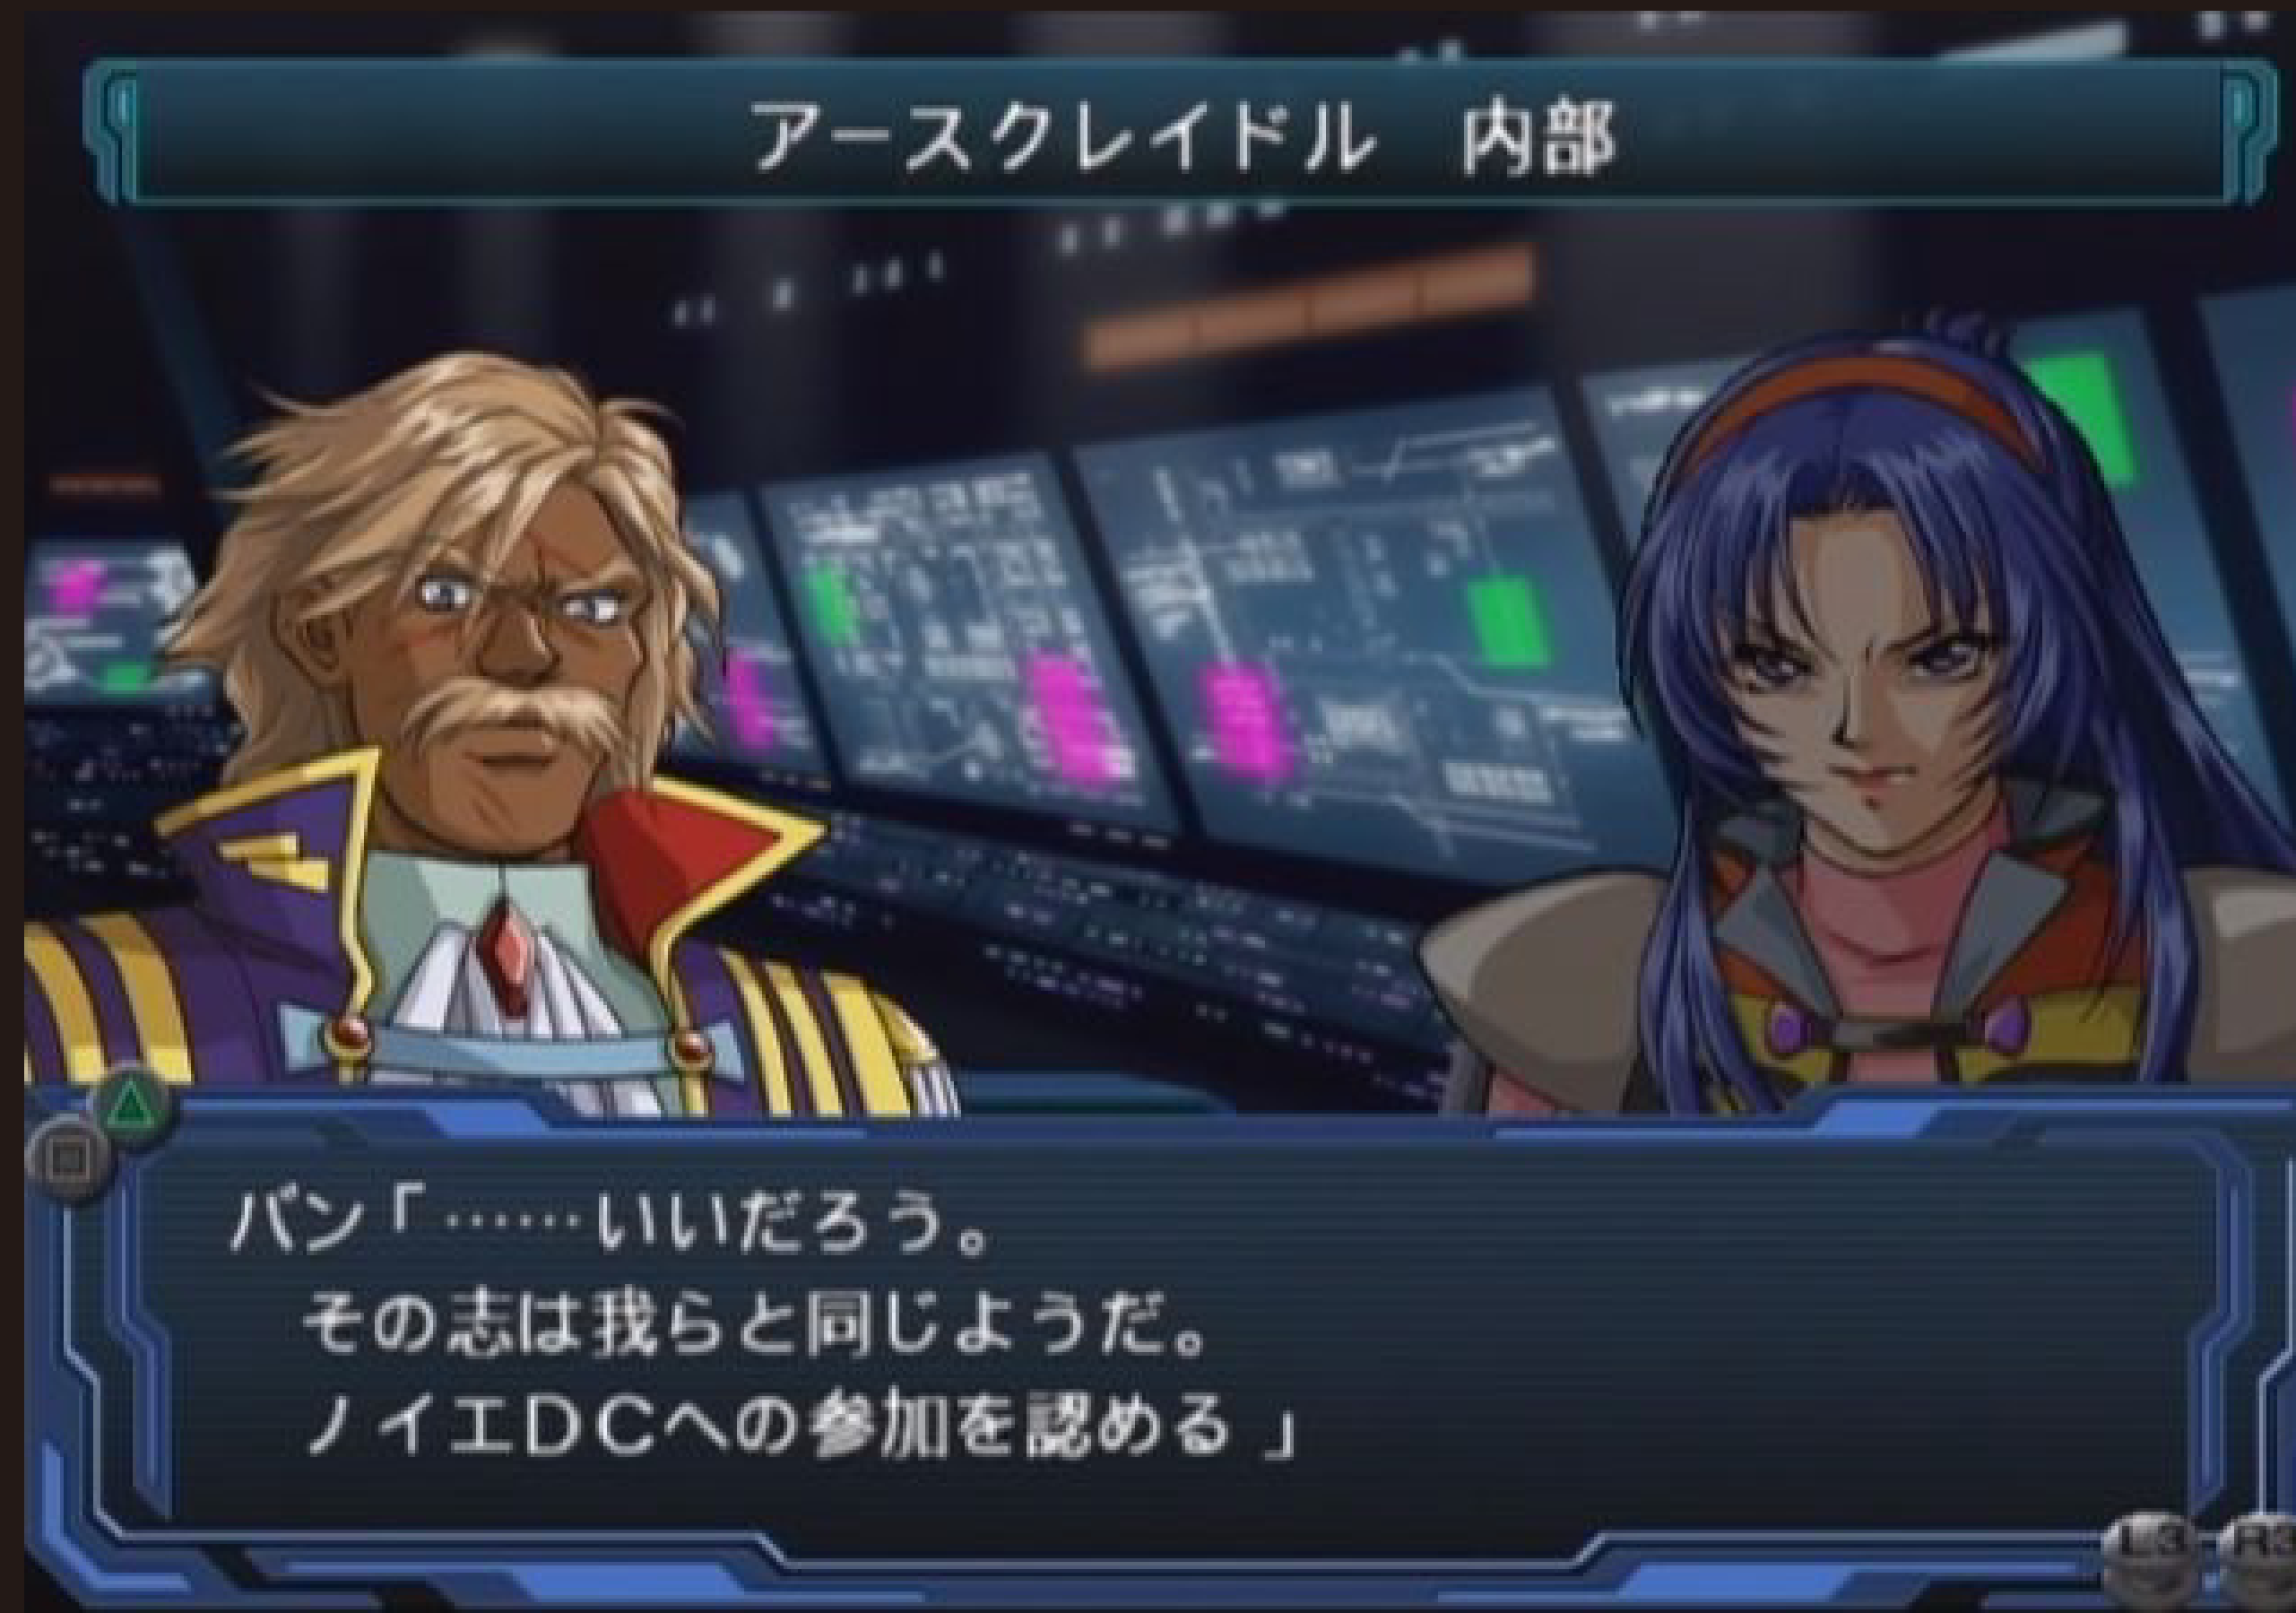 アースクレイドル　内部
バン「……いいだろう。
その志は我らと同じようだ。
ノイエDCへの参加を認める」
L3 R3